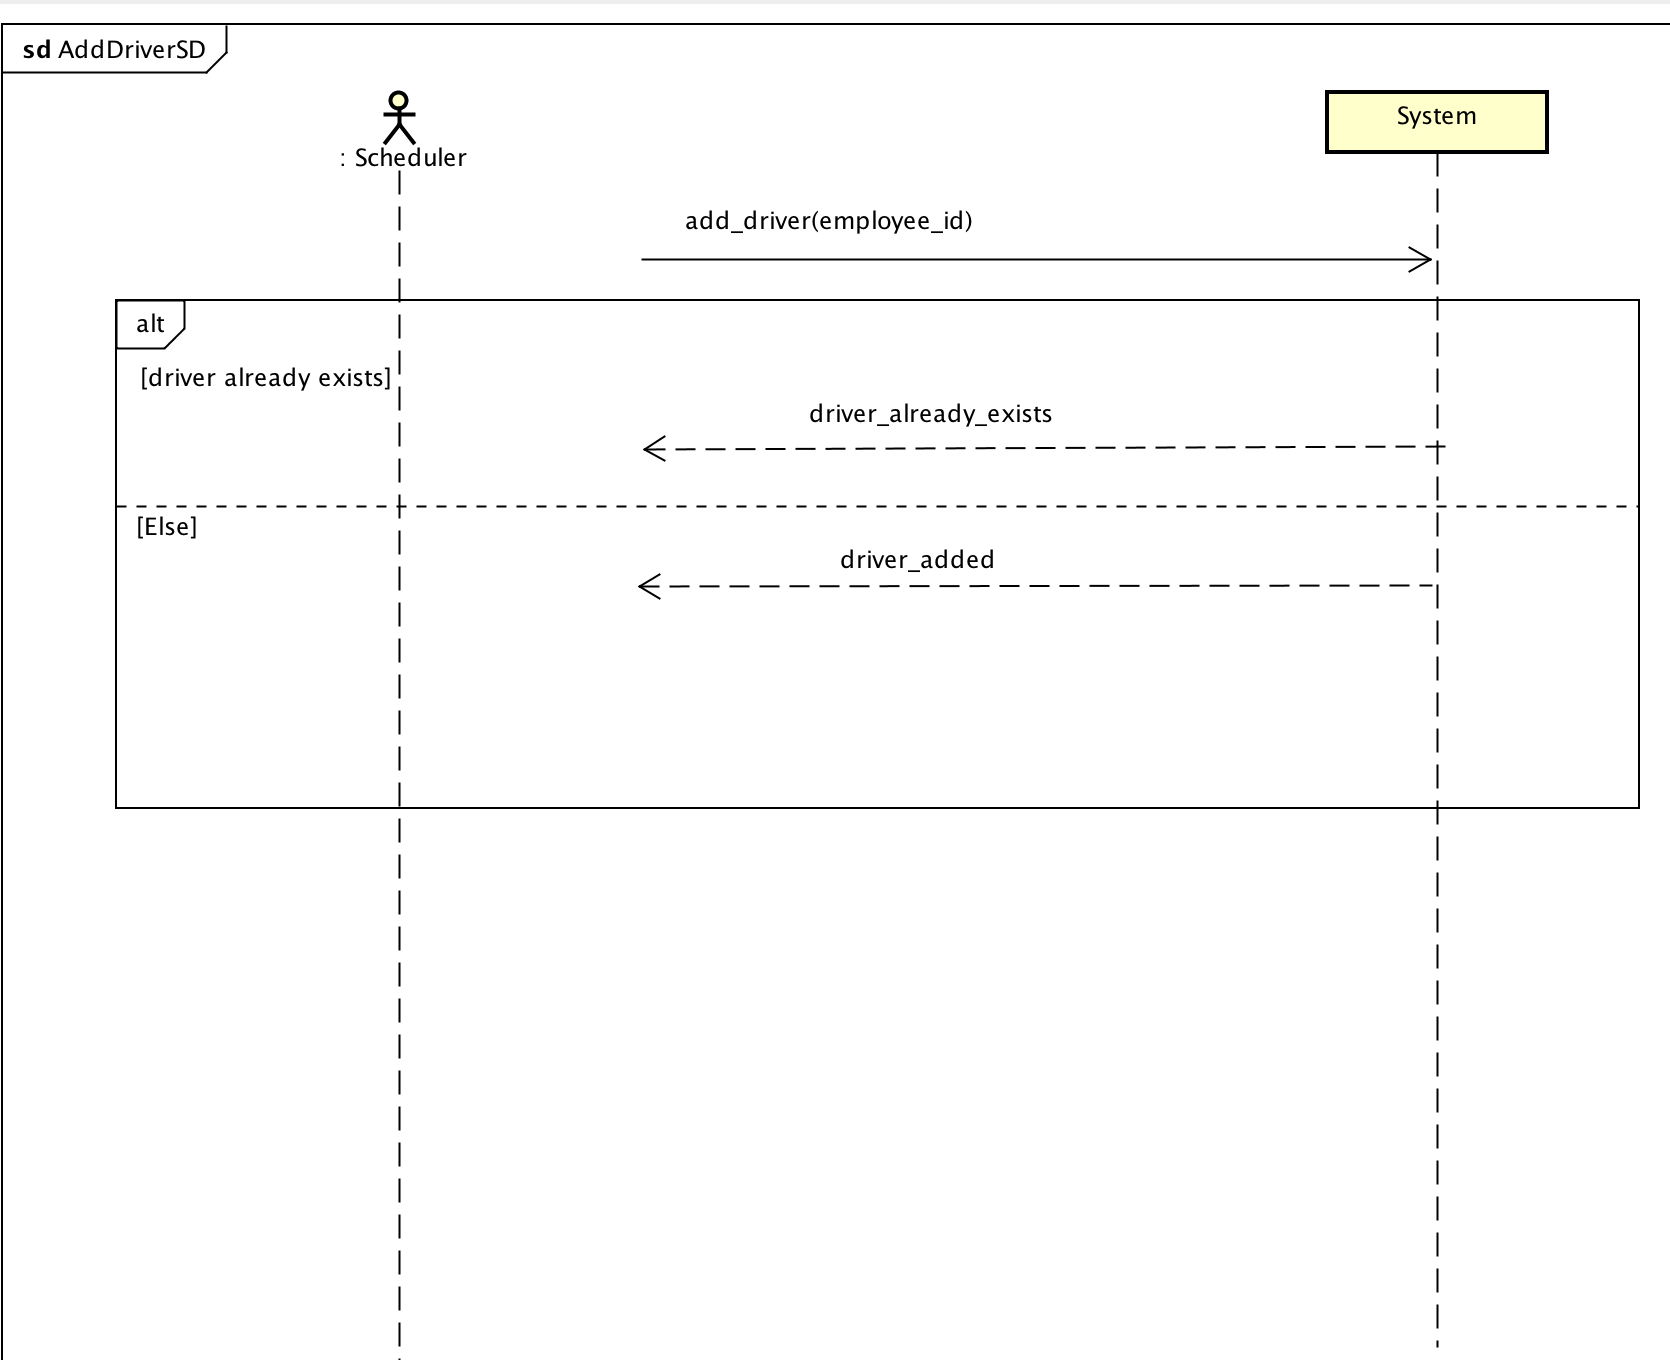 sd AddDriverSD
System
: Scheduler
add_driver(employee_id)
alt
[driver already exists]
driver_already_exists
[Else]
driver_added